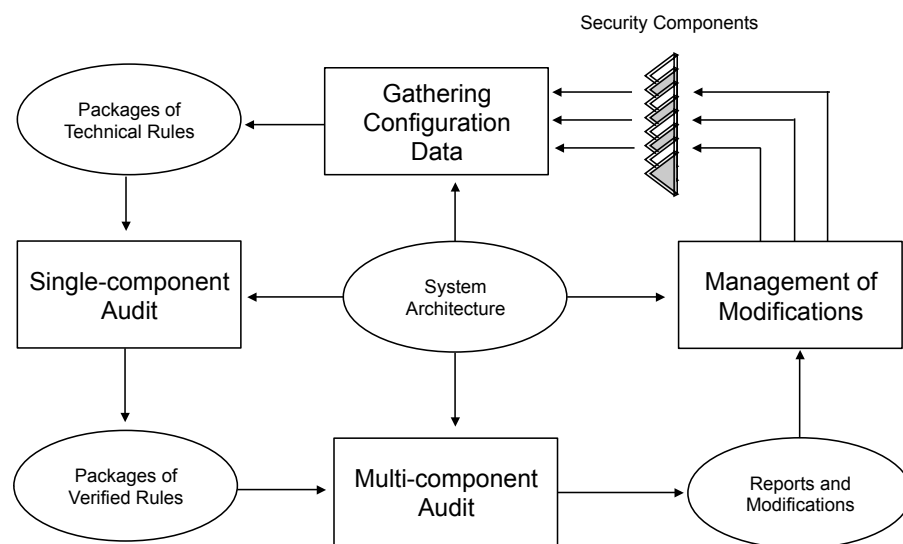 Security Components
Packages of
Technical Rules
Gathering
Configuration
Data
Single-component
Audit
System
Architecture
Management of
Modifications
Packages of
Verified Rules
Multi-component
Audit
Reports and
Modifications